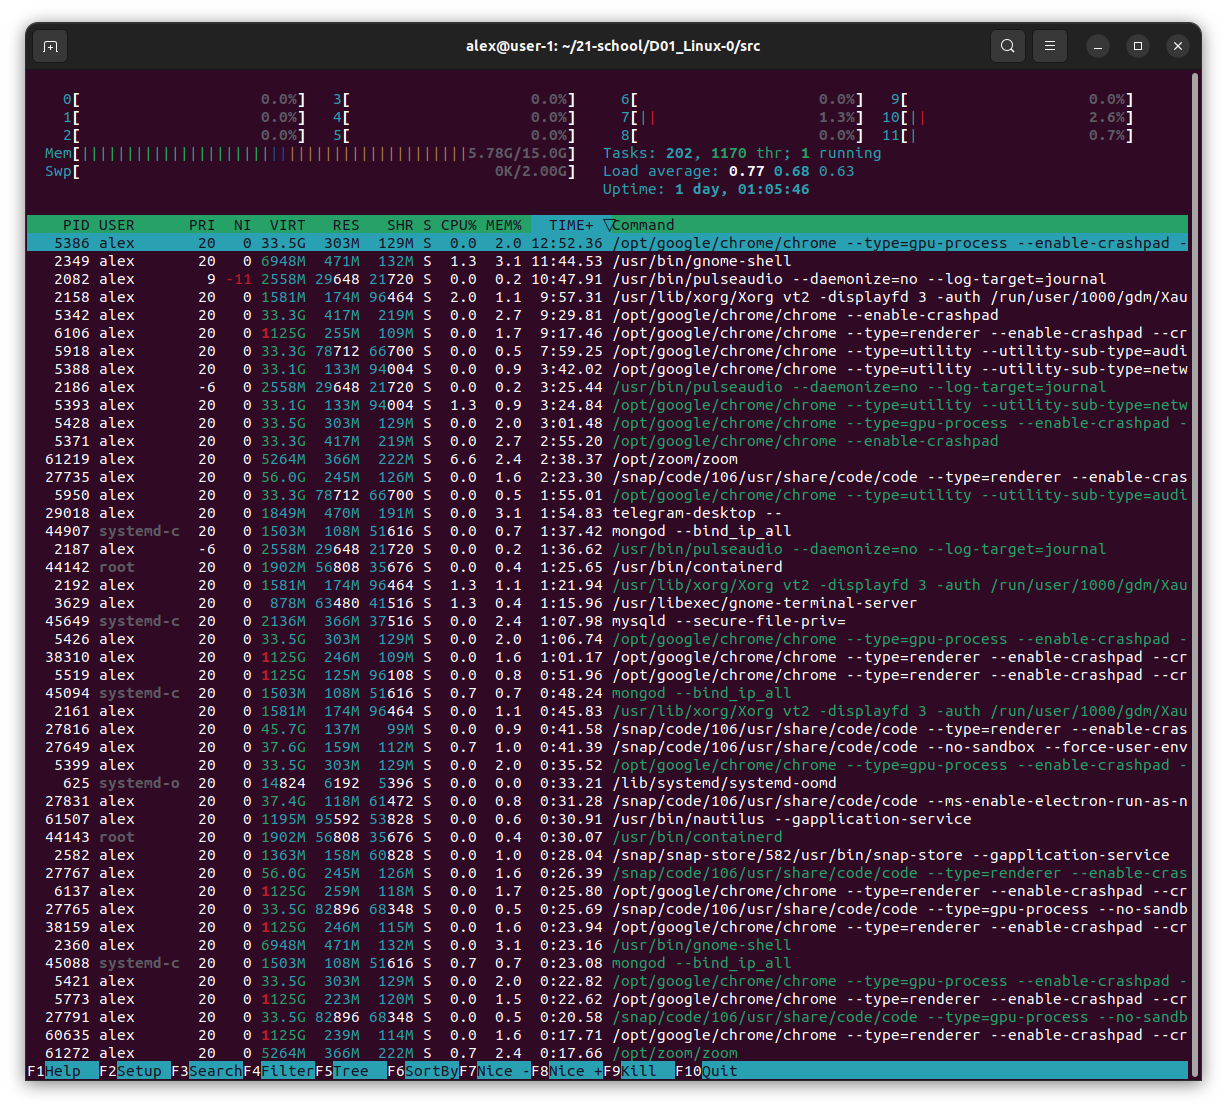 alex@user-1: ~/21-school/D01_Linux-0/src
0[ 0.0%] 3[ 0.0%] 6[ 0.0%] 9[ 0.0%]
1[ 0.0%] 4[ 0.0%] 7[|| 1.3%] 10[|| 2.6%]
2[ 0.0%] 5[ 0.0%] 8[ 0.0%] 11[| 0.7%]
Mem[|||||||||||||||||||||||||||||||||||||||||||5.78G/15.0G] Tasks: 202, 1170 thr; 1 running
Swp[ 0K/2.00G] Load average: 0.77 0.68 0.63
Uptime: 1 day, 01:05:46
PID USER PRI NI VIRT RES SHR S CPU% MEM% TIME+ ▽Command
5386 alex 20 0 33.5G 303M 129M S 0.0 2.0 12:52.36 /opt/google/chrome/chrome --type=gpu-process --enable-crashpad -
2349 alex 20 0 6948M 471M 132M S 1.3 3.1 11:44.53 /usr/bin/gnome-shell
2082 alex 9 -11 2558M 29648 21720 S 0.0 0.2 10:47.91 /usr/bin/pulseaudio --daemonize=no --log-target=journal
2158 alex 20 0 1581M 174M 96464 S 2.0 1.1 9:57.31 /usr/lib/xorg/Xorg vt2 -displayfd 3 -auth /run/user/1000/gdm/Xau
5342 alex 20 0 33.3G 417M 219M S 0.0 2.7 9:29.81 /opt/google/chrome/chrome --enable-crashpad
6106 alex 20 0 1125G 255M 109M S 0.0 1.7 9:17.46 /opt/google/chrome/chrome --type=renderer --enable-crashpad --cr
5918 alex 20 0 33.3G 78712 66700 S 0.0 0.5 7:59.25 /opt/google/chrome/chrome --type=utility --utility-sub-type=audi
5388 alex 20 0 33.1G 133M 94004 S 0.0 0.9 3:42.02 /opt/google/chrome/chrome --type=utility --utility-sub-type=netw
2186 alex -6 0 2558M 29648 21720 S 0.0 0.2 3:25.44 /usr/bin/pulseaudio --daemonize=no --log-target=journal
5393 alex 20 0 33.1G 133M 94004 S 1.3 0.9 3:24.84 /opt/google/chrome/chrome --type=utility --utility-sub-type=netw
5428 alex 20 0 33.5G 303M 129M S 0.0 2.0 3:01.48 /opt/google/chrome/chrome --type=gpu-process --enable-crashpad -
5371 alex 20 0 33.3G 417M 219M S 0.0 2.7 2:55.20 /opt/google/chrome/chrome --enable-crashpad
61219 alex 20 0 5264M 366M 222M S 6.6 2.4 2:38.37 /opt/zoom/zoom
27735 alex 20 0 56.0G 245M 126M S 0.0 1.6 2:23.30 /snap/code/106/usr/share/code/code --type=renderer --enable-cras
5950 alex 20 0 33.3G 78712 66700 S 0.0 0.5 1:55.01 /opt/google/chrome/chrome --type=utility --utility-sub-type=audi
29018 alex 20 0 1849M 470M 191M S 0.0 3.1 1:54.83 telegram-desktop --
44907 systemd-c 20 0 1503M 108M 51616 S 0.0 0.7 1:37.42 mongod --bind_ip_all
2187 alex -6 0 2558M 29648 21720 S 0.0 0.2 1:36.62 /usr/bin/pulseaudio --daemonize=no --log-target=journal
44142 root 20 0 1902M 56808 35676 S 0.0 0.4 1:25.65 /usr/bin/containerd
2192 alex 20 0 1581M 174M 96464 S 1.3 1.1 1:21.94 /usr/lib/xorg/Xorg vt2 -displayfd 3 -auth /run/user/1000/gdm/Xau
3629 alex 20 0 878M 63480 41516 S 1.3 0.4 1:15.96 /usr/libexec/gnome-terminal-server
45649 systemd-c 20 0 2136M 366M 37516 S 0.0 2.4 1:07.98 mysqld --secure-file-priv=
5426 alex 20 0 33.5G 303M 129M S 0.0 2.0 1:06.74 /opt/google/chrome/chrome --type=gpu-process --enable-crashpad -
38310 alex 20 0 1125G 246M 109M S 0.0 1.6 1:01.17 /opt/google/chrome/chrome --type=renderer --enable-crashpad --cr
5519 alex 20 0 1125G 125M 96108 S 0.0 0.8 0:51.96 /opt/google/chrome/chrome --type=renderer --enable-crashpad --cr
45094 systemd-c 20 0 1503M 108M 51616 S 0.7 0.7 0:48.24 mongod --bind_ip_all
2161 alex 20 0 1581M 174M 96464 S 0.0 1.1 0:45.83 /usr/lib/xorg/Xorg vt2 -displayfd 3 -auth /run/user/1000/gdm/Xau
27816 alex 20 0 45.7G 137M 99M S 0.0 0.9 0:41.58 /snap/code/106/usr/share/code/code --type=renderer --enable-cras
27649 alex 20 0 37.6G 159M 112M S 0.7 1.0 0:41.39 /snap/code/106/usr/share/code/code --no-sandbox --force-user-env
5399 alex 20 0 33.5G 303M 129M S 0.0 2.0 0:35.52 /opt/google/chrome/chrome --type=gpu-process --enable-crashpad -
625 systemd-o 20 0 14824 6192 5396 S 0.0 0.0 0:33.21 /lib/systemd/systemd-oomd
27831 alex 20 0 37.4G 118M 61472 S 0.0 0.8 0:31.28 /snap/code/106/usr/share/code/code --ms-enable-electron-run-as-n
61507 alex 20 0 1195M 95592 53828 S 0.0 0.6 0:30.91 /usr/bin/nautilus --gapplication-service
44143 root 20 0 1902M 56808 35676 S 0.0 0.4 0:30.07 /usr/bin/containerd
2582 alex 20 0 1363M 158M 60828 S 0.0 1.0 0:28.04 /snap/snap-store/582/usr/bin/snap-store --gapplication-service
27767 alex 20 0 56.0G 245M 126M S 0.0 1.6 0:26.39 /snap/code/106/usr/share/code/code --type=renderer --enable-cras
6137 alex 20 0 1125G 259M 118M S 0.0 1.7 0:25.80 /opt/google/chrome/chrome --type=renderer --enable-crashpad --cr
27765 alex 20 0 33.5G 82896 68348 S 0.0 0.5 0:25.69 /snap/code/106/usr/share/code/code --type=gpu-process --no-sandb
38159 alex 20 0 1125G 246M 115M S 0.0 1.6 0:23.94 /opt/google/chrome/chrome --type=renderer --enable-crashpad --cr
2360 alex 20 0 6948M 471M 132M S 0.0 3.1 0:23.16 /usr/bin/gnome-shell
45088 systemd-c 20 0 1503M 108M 51616 S 0.7 0.7 0:23.08 mongod --bind_ip_all
5421 alex 20 0 33.5G 303M 129M S 0.0 2.0 0:22.82 /opt/google/chrome/chrome --type=gpu-process --enable-crashpad -
5773 alex 20 0 1125G 223M 120M S 0.0 1.5 0:22.62 /opt/google/chrome/chrome --type=renderer --enable-crashpad --cr
27791 alex 20 0 33.5G 82896 68348 S 0.0 0.5 0:20.58 /snap/code/106/usr/share/code/code --type=gpu-process --no-sandb
60635 alex 20 0 1125G 239M 114M S 0.0 1.6 0:17.71 /opt/google/chrome/chrome --type=renderer --enable-crashpad --cr
61272 alex 20 0 5264M 366M 222M S 0.7 2.4 0:17.66 /opt/zoom/zoom
F1Help F2Setup F3SearchF4FilterF5Tree F6SortByF7Nice -F8Nice +F9Kill F10Quit